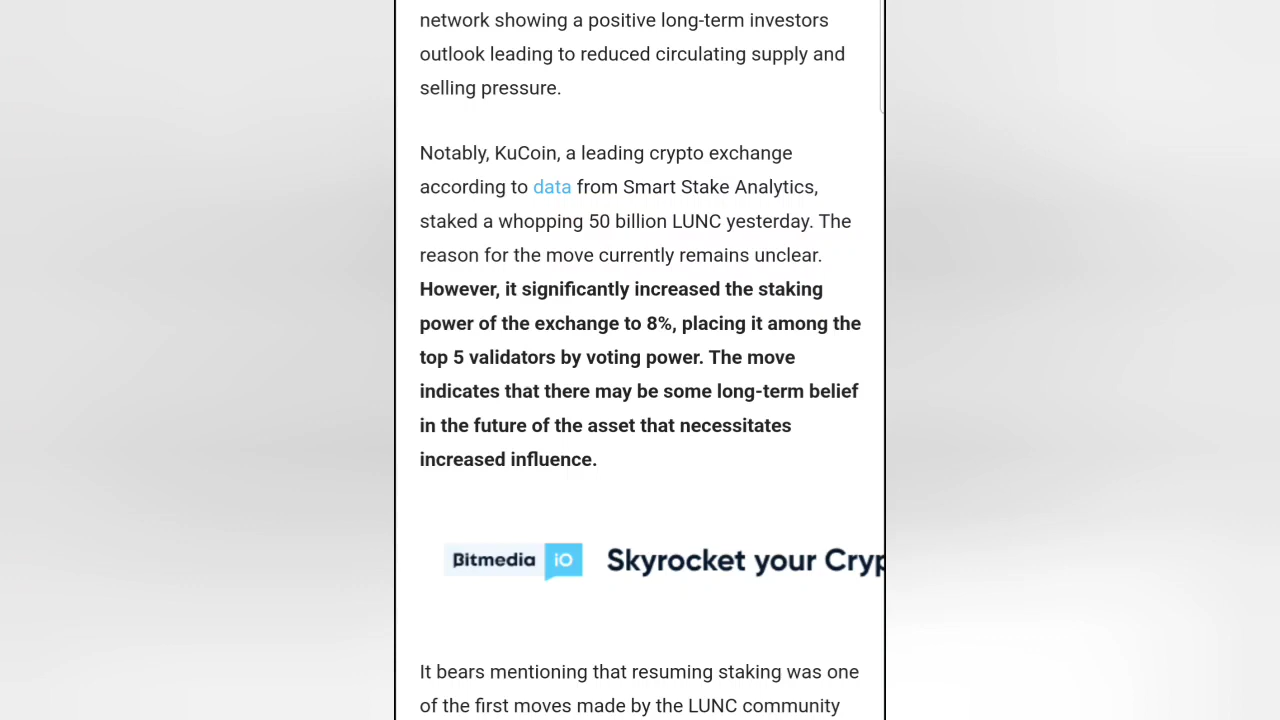 network showing a positive long-term investors
outlook leading to reduced circulating supply and
selling pressure.
Notably, KuCoin, a leading crypto exchange
according to data from Smart Stake Analytics,
staked a whopping 50 billion LUNC yesterday. The
reason for the move currently remains unclear.
However, it significantly increased the staking
power of the exchange to 8%, placing it among the
top 5 validators by voting power. The move
indicates that there may be some long-term belief
in the future of the asset that necessitates
increased influence.
Bitmedia iO Skyrocket your Cryp
It bears mentioning that resuming staking was one
of the first moves made by the LUNC community